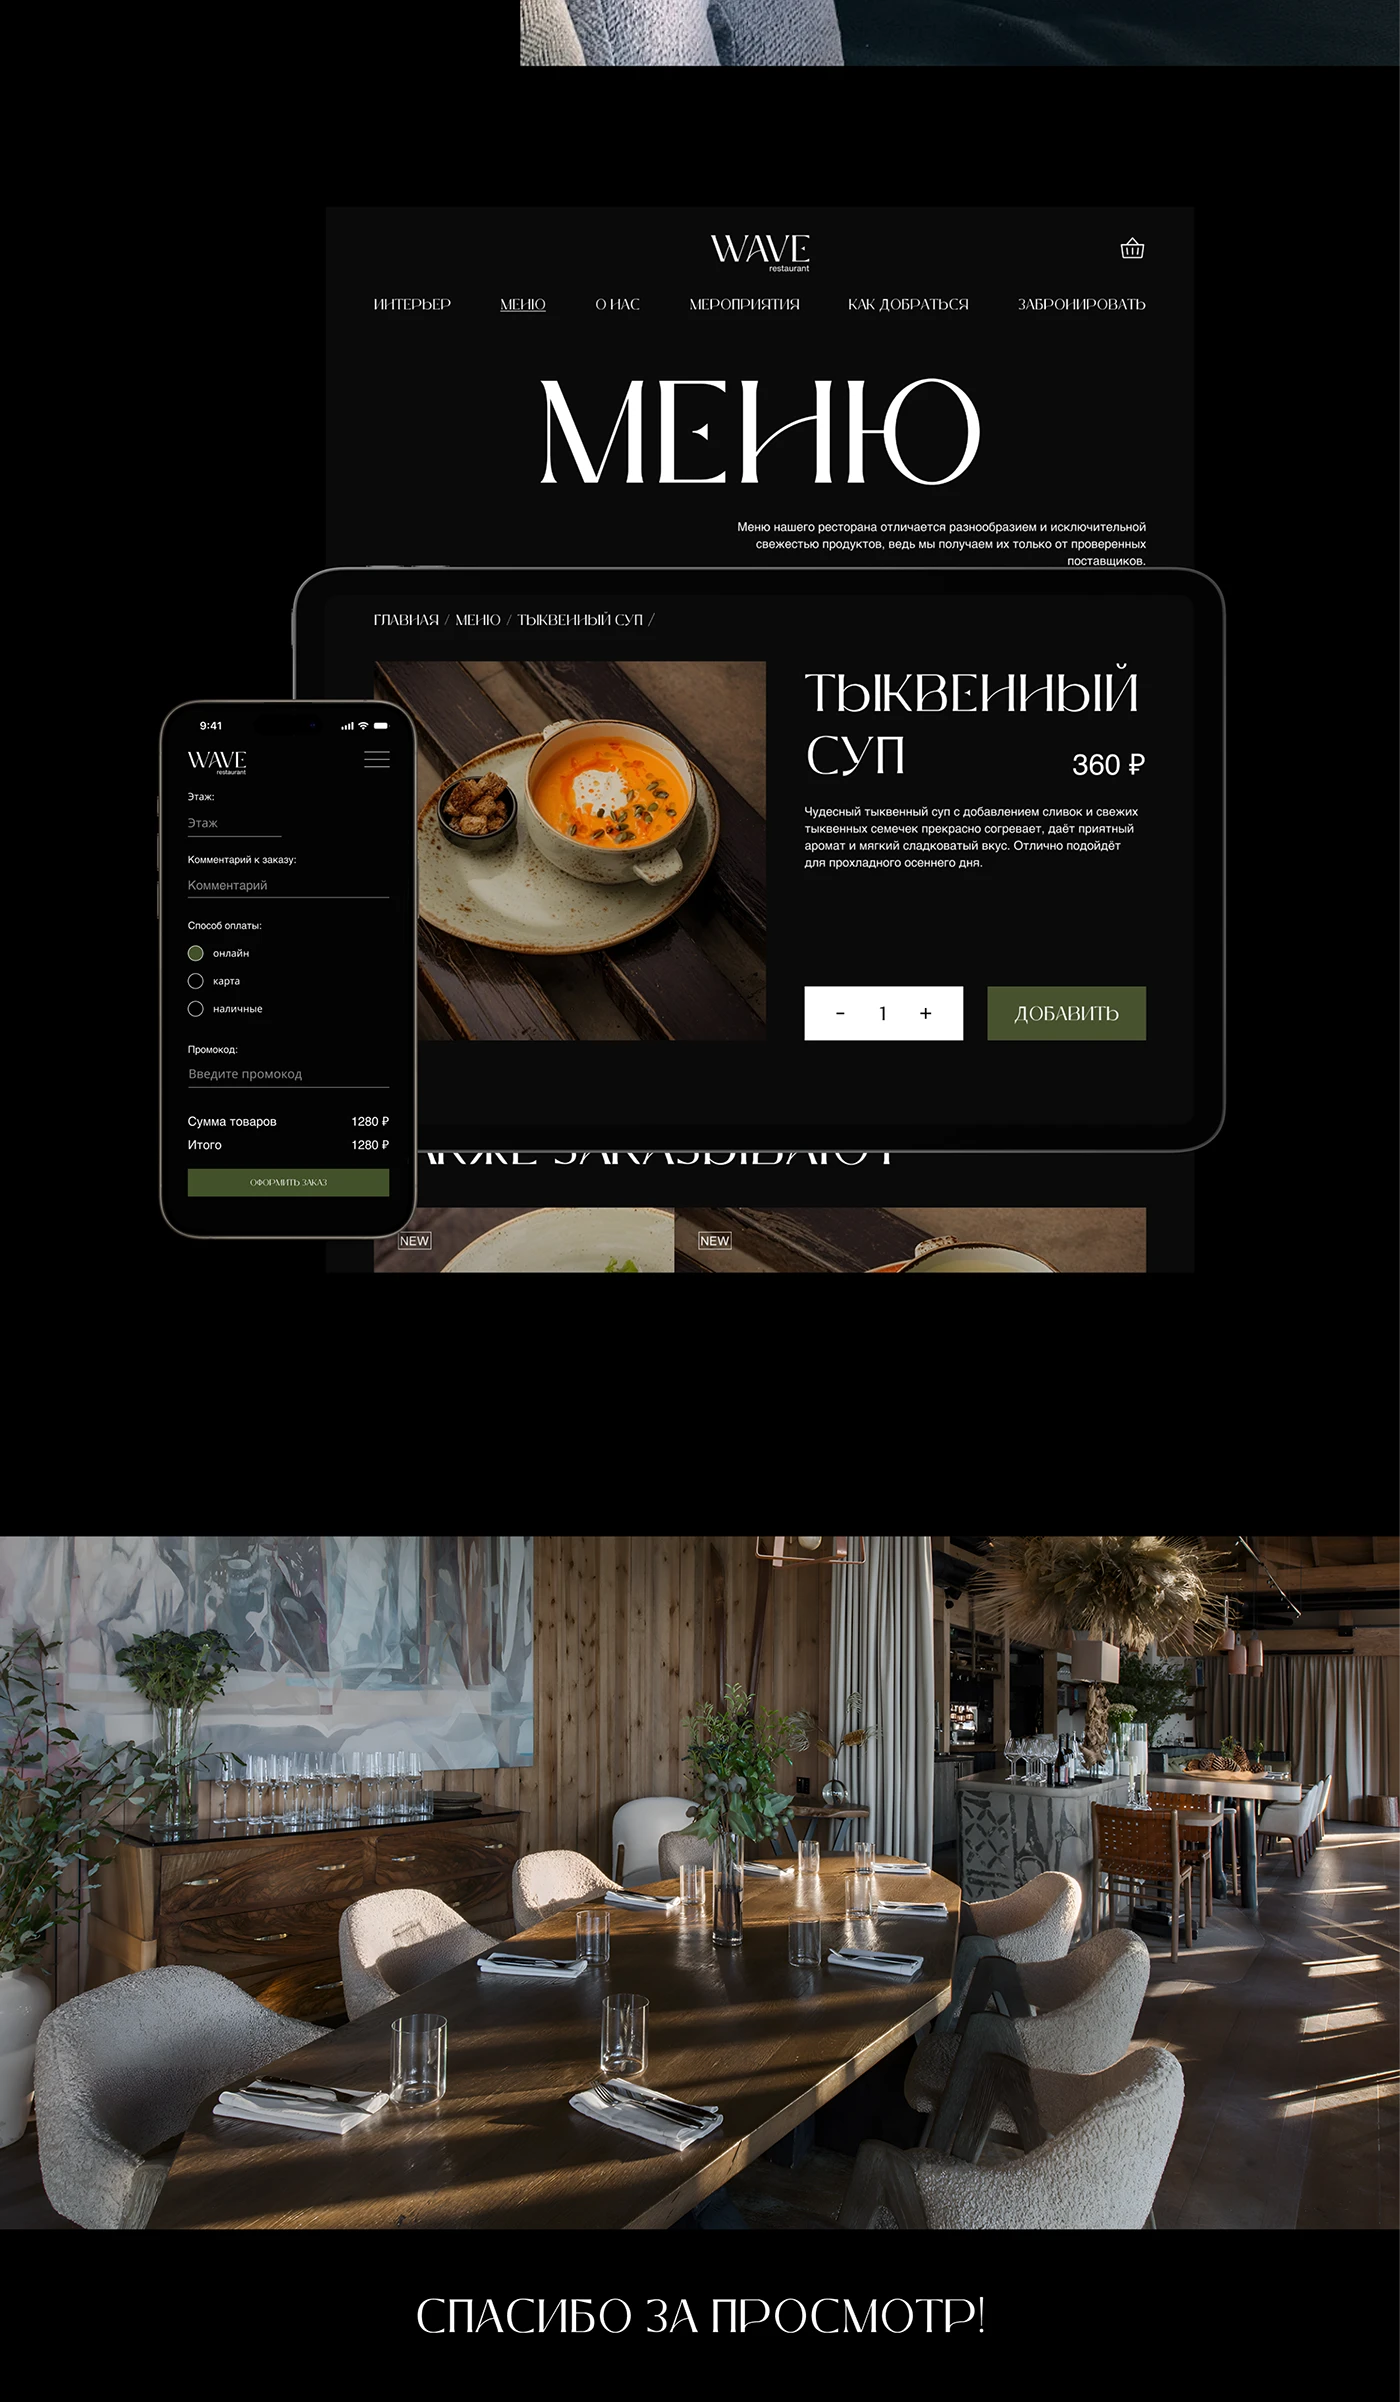 WAVE
restaurant
ИНТЕРЬЕР МЕНЮ О НАС МЕРОПРИЯТИЯ КАК ДОБРАТЬСЯ ЗАБРОНИРОВАТЬ
МЕНЮ
Меню нашего ресторана отличается разнообразием и исключительной
свежестью продуктов, ведь мы получаем их только от проверенных
поставщиков.
ГЛАВНАЯ / МЕНЮ / ТЫКВЕННЫЙ СУП /
ТЫКВЕННЫЙ
СУП
360 ₽
Чудесный тыквенный суп с добавлением сливок и свежих
тыквенных семечек прекрасно согревает, даёт приятный
аромат и мягкий сладковатый вкус. Отлично подойдёт
для прохладного осеннего дня.
- 1 +
ДОБАВИТЬ
9:41
WAVE
restaurant
Этаж:
Этаж
Комментарий к заказу:
Комментарий
Способ оплаты:
онлайн
карта
наличные
Промокод:
Введите промокод
Сумма товаров 1280 ₽
Итого 1280 ₽
ОФОРМИТЬ ЗАКАЗ
ЗАКАЗЫВАЮТ
NEW
NEW
СПАСИБО ЗА ПРОСМОТР!